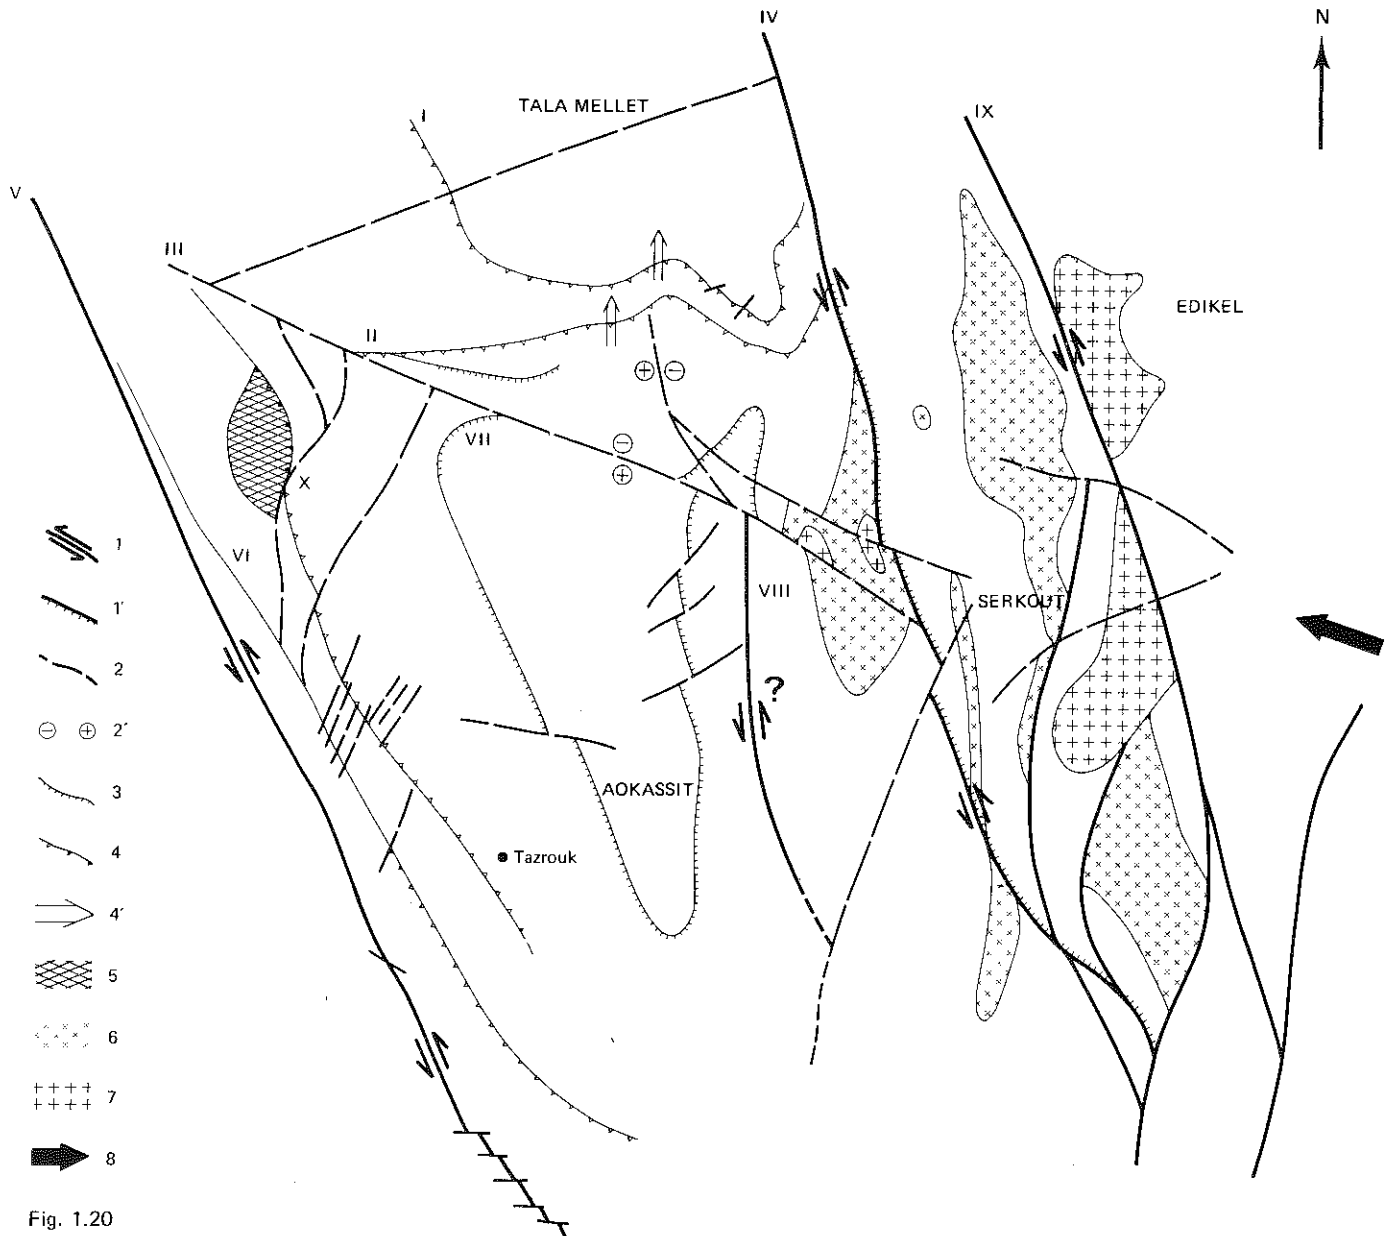 IV
N
I
TALA MELLET
IX
V
III
EDIKEL
II
VII
X
VI
VIII
SERKOUT
?
AOKASSIT
Tazrouk
1
1'
2
2'
3
4
4'
5
6
7
8
Fig. 1.20